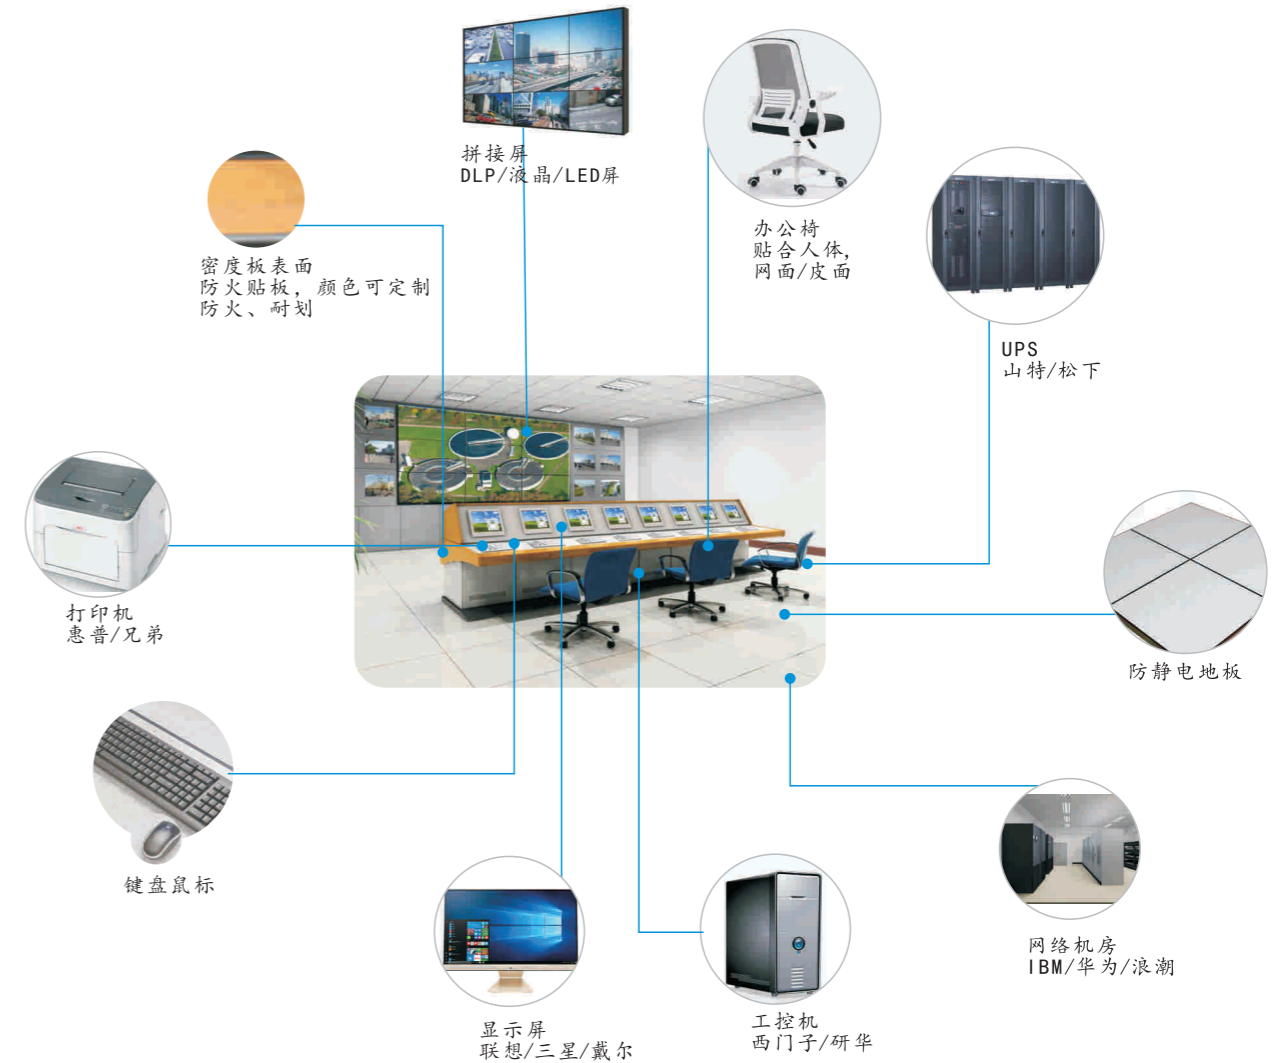 拼接屏
DLP/液晶/LED屏
办公椅
贴合人体,
网面/皮面
密度板表面
防火贴板，颜色可定制
防火、耐划
UPS
山特/松下
打印机
惠普/兄弟
防静电地板
键盘鼠标
网络机房
IBM/华为/浪潮
显示屏
联想/三星/戴尔
工控机
西门子/研华